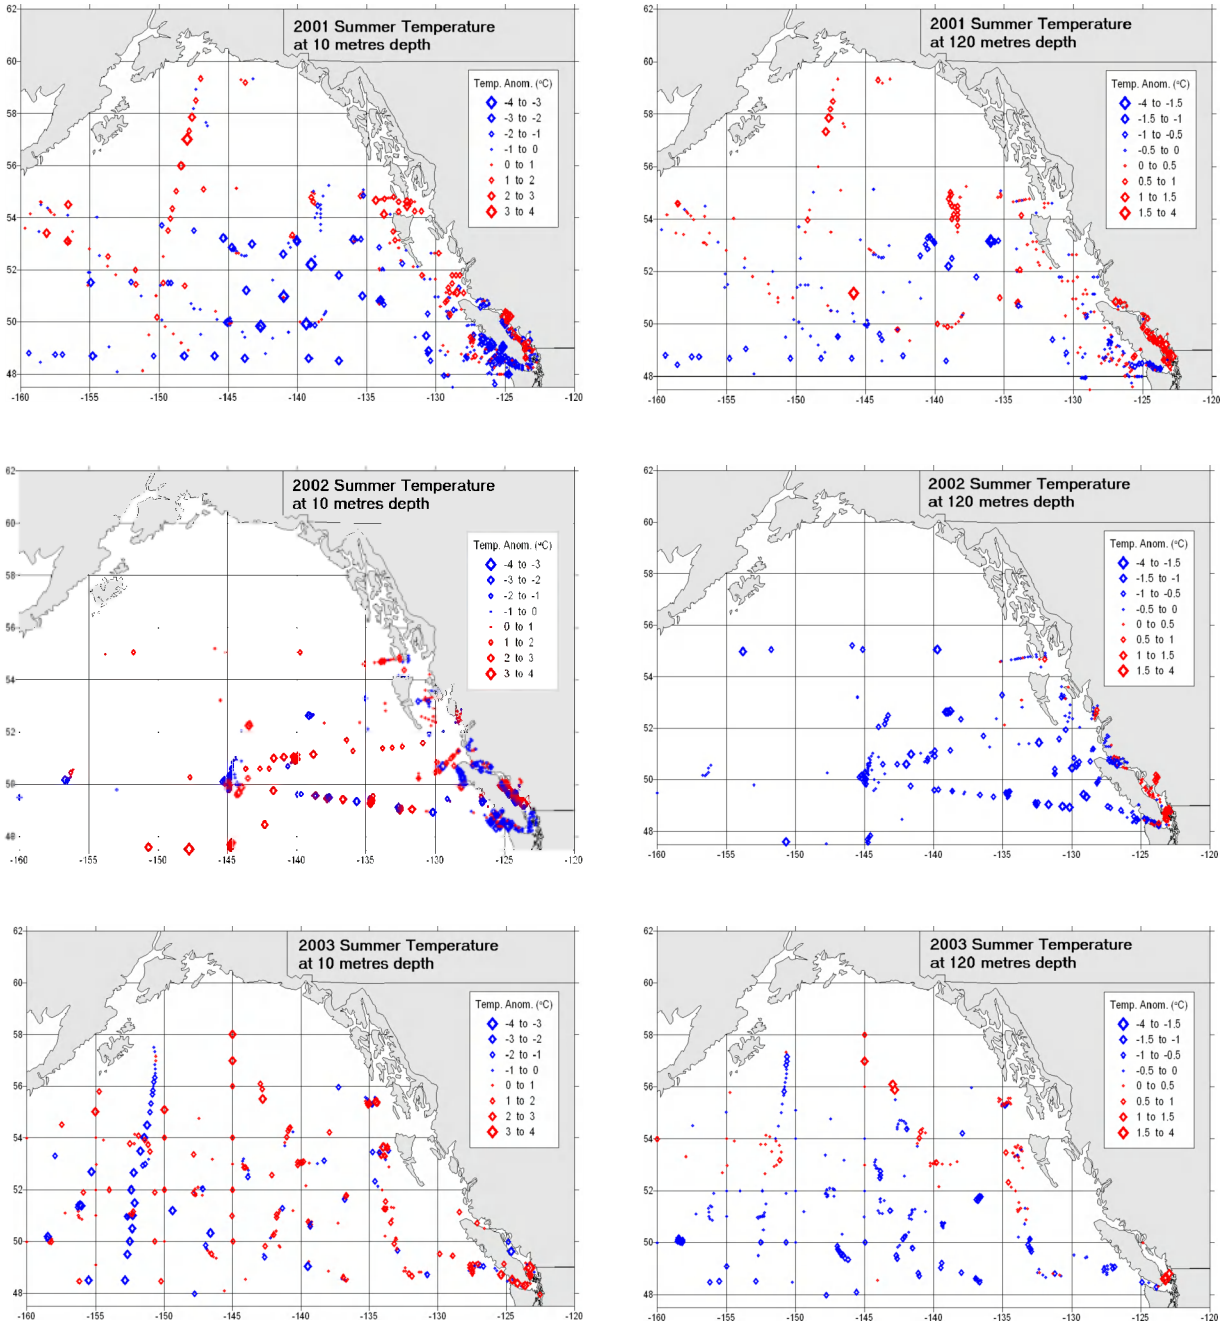 2001 Summer Temperature
at 10 metres depth
Temp. Anom. (°C)
-4 to -3
-3 to -2
-2 to -1
-1 to 0
0 to 1
1 to 2
2 to 3
3 to 4
62
60
58
56
54
52
50
48
-160 -155 -150 -145 -140 -135 -130 -125 -120
2001 Summer Temperature
at 120 metres depth
Temp. Anom. (°C)
-4 to -1.5
-1.5 to -1
-1 to -0.5
-0.5 to 0
0 to 0.5
0.5 to 1
1 to 1.5
1.5 to 4
62
60
58
56
54
52
50
48
-160 -155 -150 -145 -140 -135 -130 -125 -120
2002 Summer Temperature
at 10 metres depth
Temp. Anom. (°C)
-4 to -3
-3 to -2
-2 to -1
-1 to 0
0 to 1
1 to 2
2 to 3
3 to 4
62
60
58
56
54
52
50
48
-160 -155 -150 -145 -140 -135 -130 -125 -120
2002 Summer Temperature
at 120 metres depth
Temp. Anom. (°C)
-4 to -1.5
-1.5 to -1
-1 to -0.5
-0.5 to 0
0 to 0.5
0.5 to 1
1 to 1.5
1.5 to 4
62
60
58
56
54
52
50
48
-160 -155 -150 -145 -140 -135 -130 -125 -120
2003 Summer Temperature
at 10 metres depth
Temp. Anom. (°C)
-4 to -3
-3 to -2
-2 to -1
-1 to 0
0 to 1
1 to 2
2 to 3
3 to 4
62
60
58
56
54
52
50
48
-160 -155 -150 -145 -140 -135 -130 -125 -120
2003 Summer Temperature
at 120 metres depth
Temp. Anom. (°C)
-4 to -1.5
-1.5 to -1
-1 to -0.5
-0.5 to 0
0 to 0.5
0.5 to 1
1 to 1.5
1.5 to 4
62
60
58
56
54
52
50
48
-160 -155 -150 -145 -140 -135 -130 -125 -120